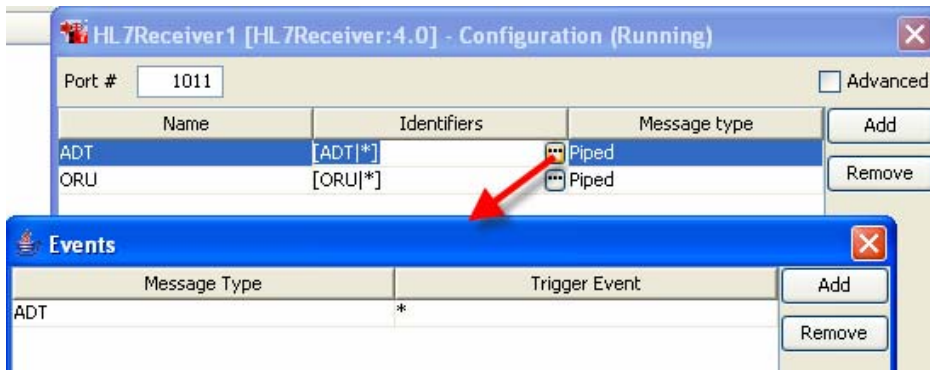 HL7Receiver1 [HL7Receiver:4.0] - Configuration (Running)
Port # 1011 Advanced
Name Identifiers Message type Add
ADT [ADT|*] Piped
ORU [ORU|*] Piped Remove
Events
Message Type Trigger Event Add
ADT *
Remove